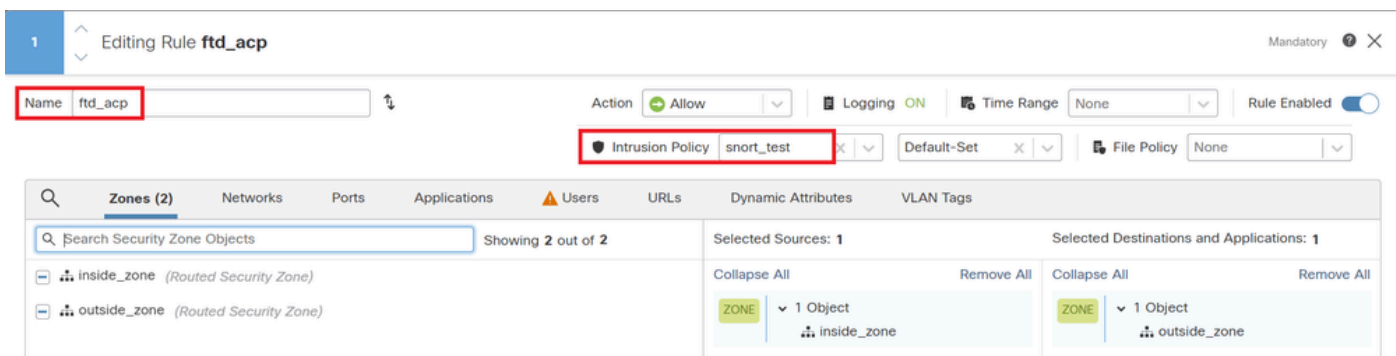 1 Editing Rule ftd_acp Mandatory
Name ftd_acp Action Allow Logging ON Time Range None Rule Enabled
Intrusion Policy snort_test Default-Set File Policy None
Zones (2) Networks Ports Applications Users URLs Dynamic Attributes VLAN Tags
Search Security Zone Objects Showing 2 out of 2 Selected Sources: 1 Selected Destinations and Applications: 1
Collapse All Remove All Collapse All Remove All
inside_zone (Routed Security Zone) ZONE 1 Object ZONE 1 Object
outside_zone (Routed Security Zone) inside_zone outside_zone